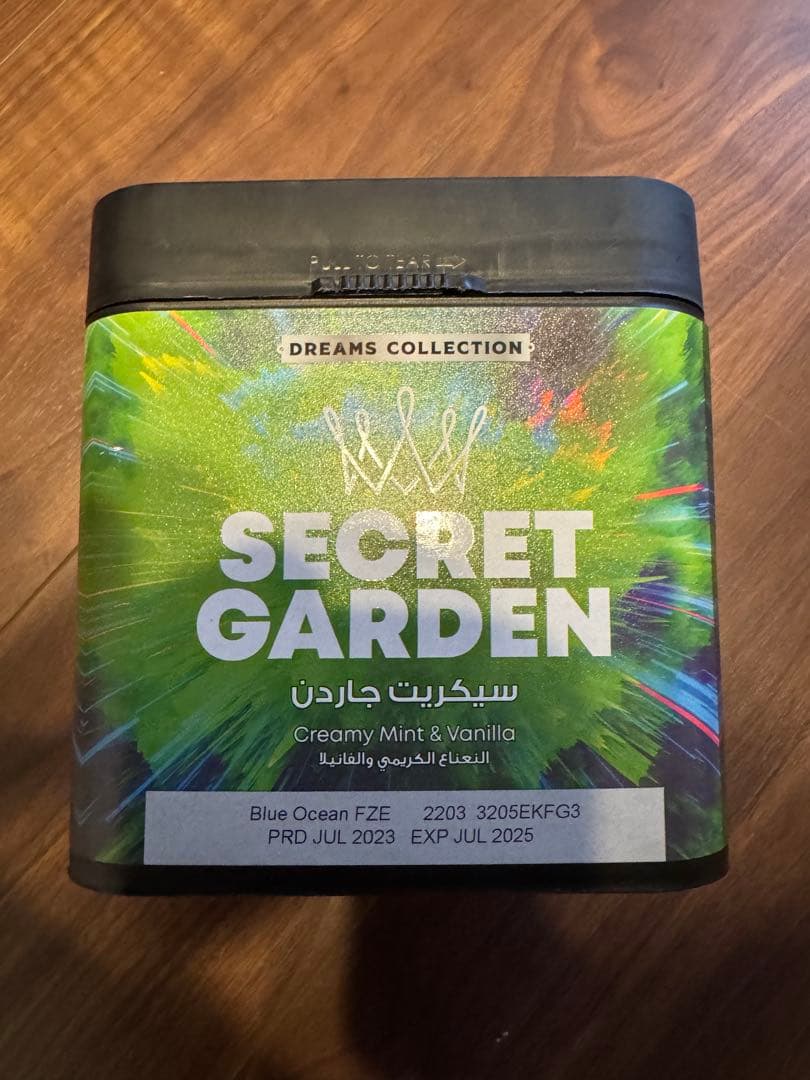 PULL TO TEAR
DREAMS COLLECTION
SECRET
GARDEN
سيكريت جاردن
Creamy Mint & Vanilla
النعناع الكريمي والفانيلا
Blue Ocean FZE 2203 3205EKFG3
PRD JUL 2023 EXP JUL 2025